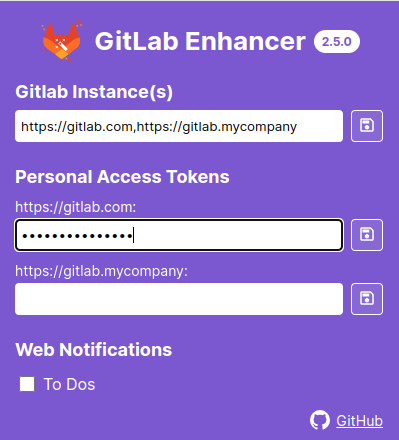 GitLab Enhancer 2.5.0
Gitlab Instance(s)
https://gitlab.com,https://gitlab.mycompany
Personal Access Tokens
https://gitlab.com:
•••••••••••••••
https://gitlab.mycompany:
Web Notifications
To Dos
GitHub